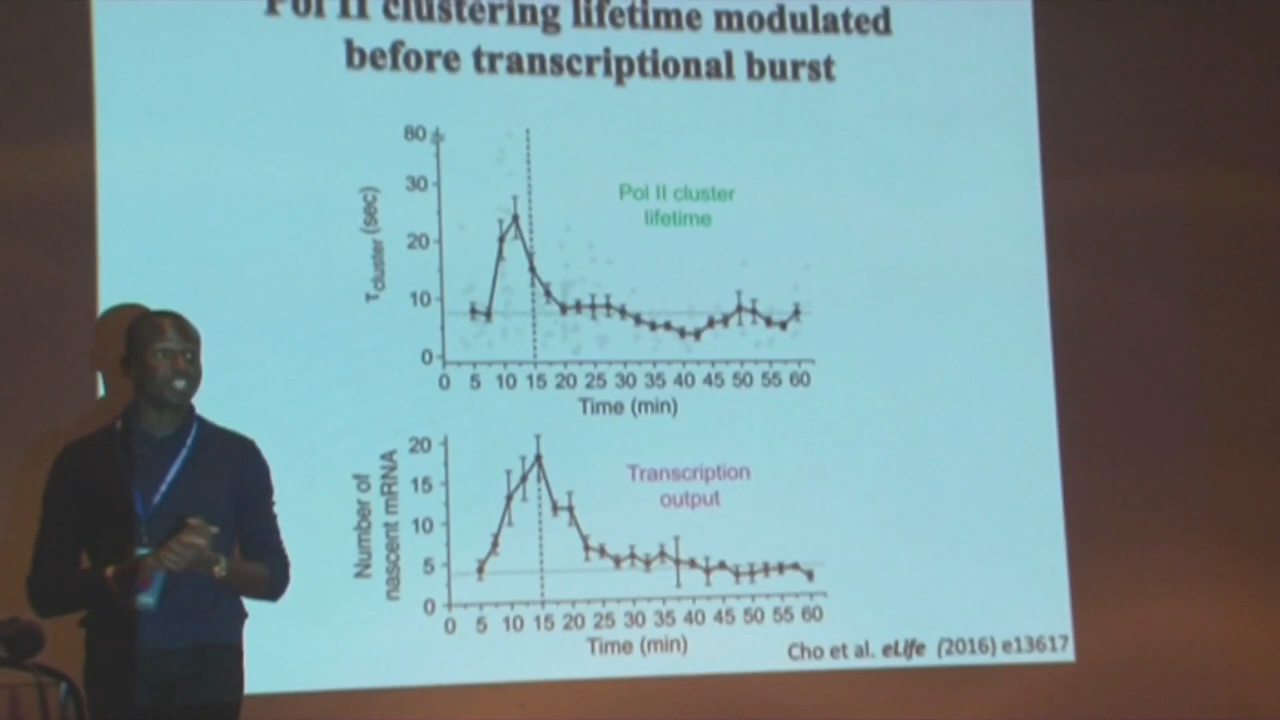 Pol II clustering lifetime modulated
before transcriptional burst
80
30
20
10
0
τcluster (sec)
Pol II cluster
lifetime
0 5 10 15 20 25 30 35 40 45 50 55 60
Time (min)
20
15
10
5
0
Number of
nascent mRNA
Transcription
output
0 5 10 15 20 25 30 35 40 45 50 55 60
Time (min)
Cho et al. eLife (2016) e13617